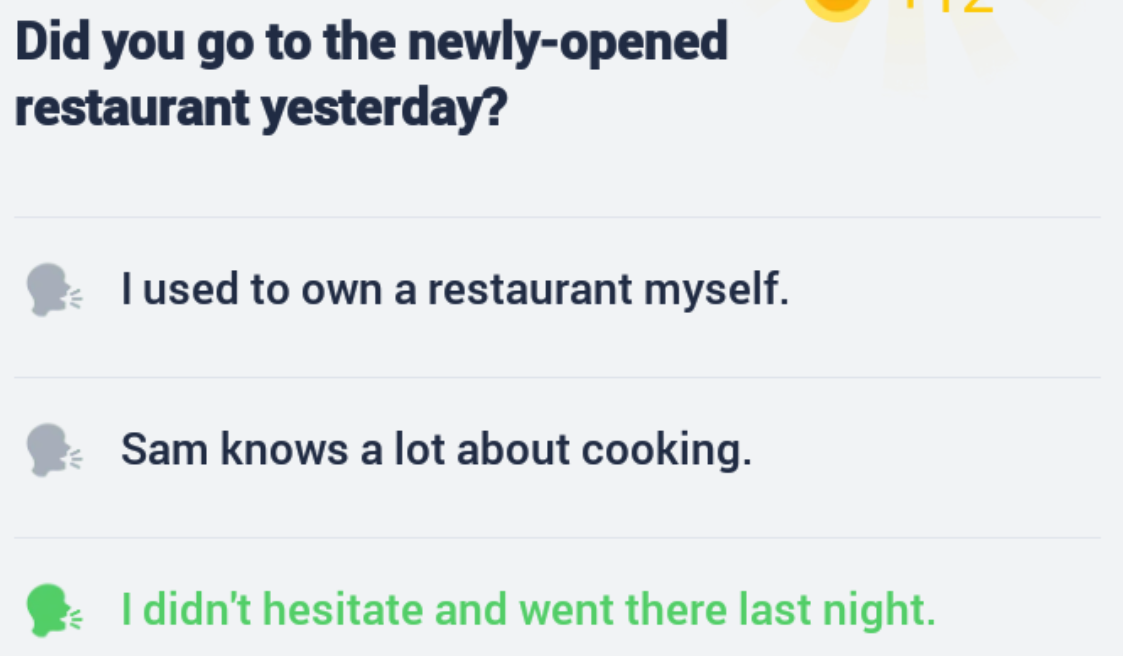 Did you go to the newly-opened
restaurant yesterday?
I used to own a restaurant myself.
Sam knows a lot about cooking.
I didn't hesitate and went there last night.